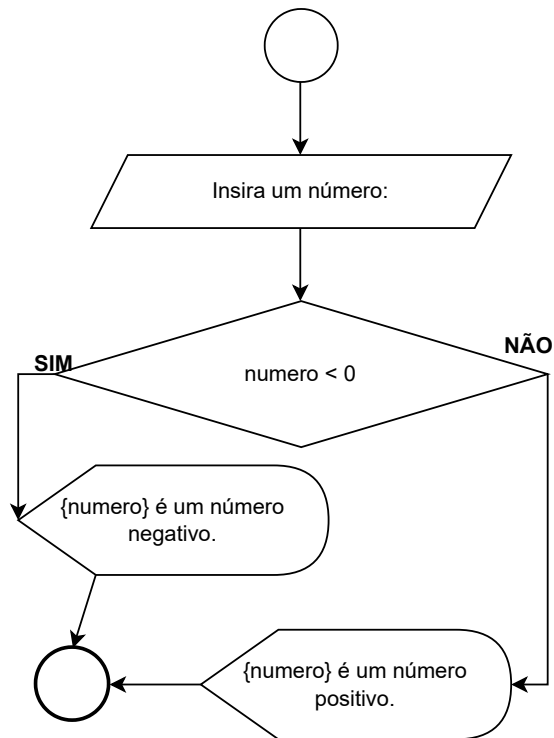 Insira um número:
SIM
NÃO
numero < 0
{numero} é um número
negativo.
{numero} é um número
positivo.